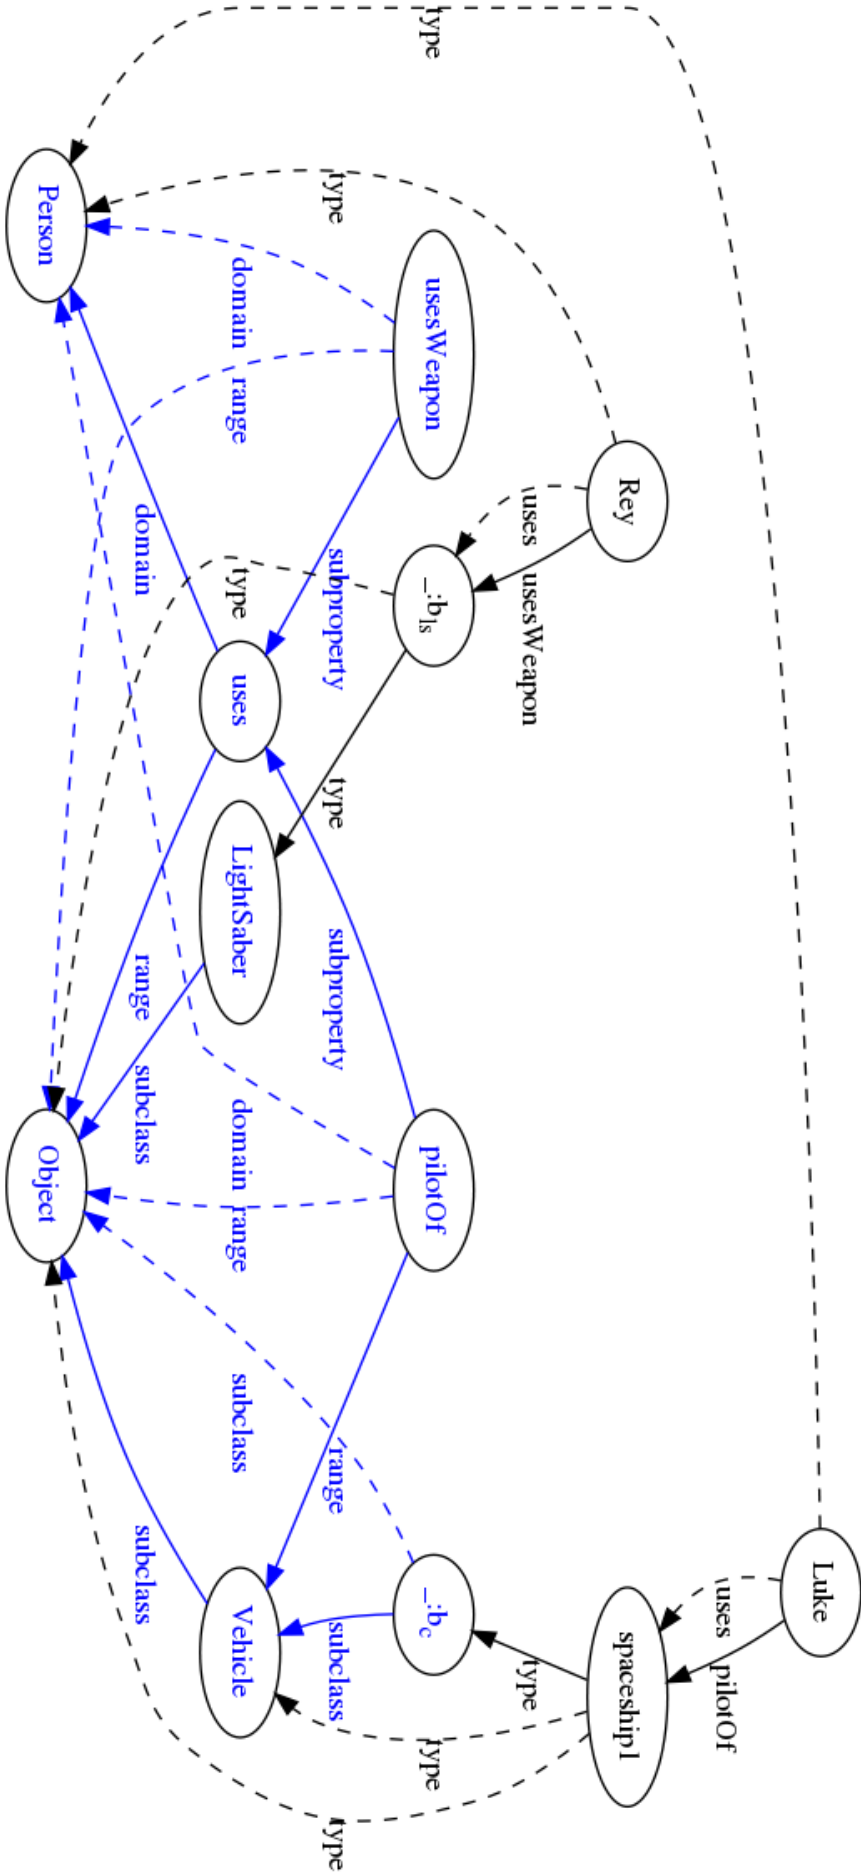 Luke
uses
pilotOf
Rey
spaceship1
uses
usesWeapon
type
type
type
type
usesWeapon
_:b_ls
pilotOf
_:b_c
type
subproperty
type
subproperty
range
subclass
type
domain
range
type
uses
LightSaber
domain
range
subclass
Vehicle
domain
range
subclass
subclass
Person
Object